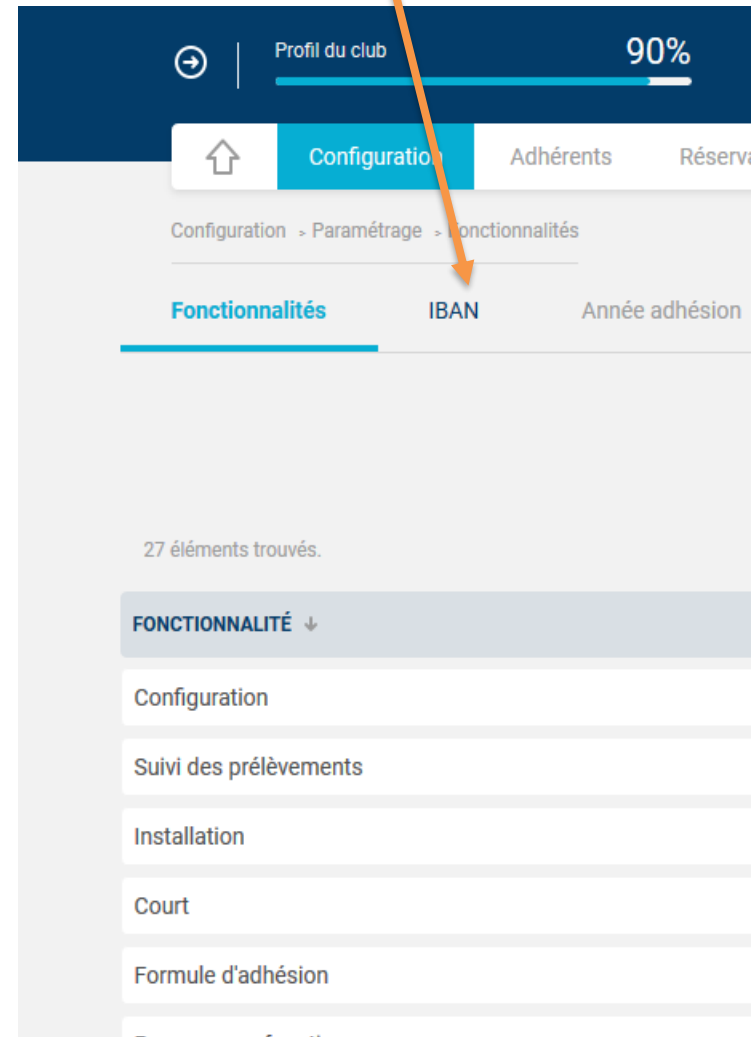 Profil du club 90%
Configuration Adhérents
Configuration > Paramétrage > Fonctionnalités
Fonctionnalités IBAN Année adhésion
27 éléments trouvés.
FONCTIONNALITÉ ↓
Configuration
Suivi des prélèvements
Installation
Court
Formule d'adhésion